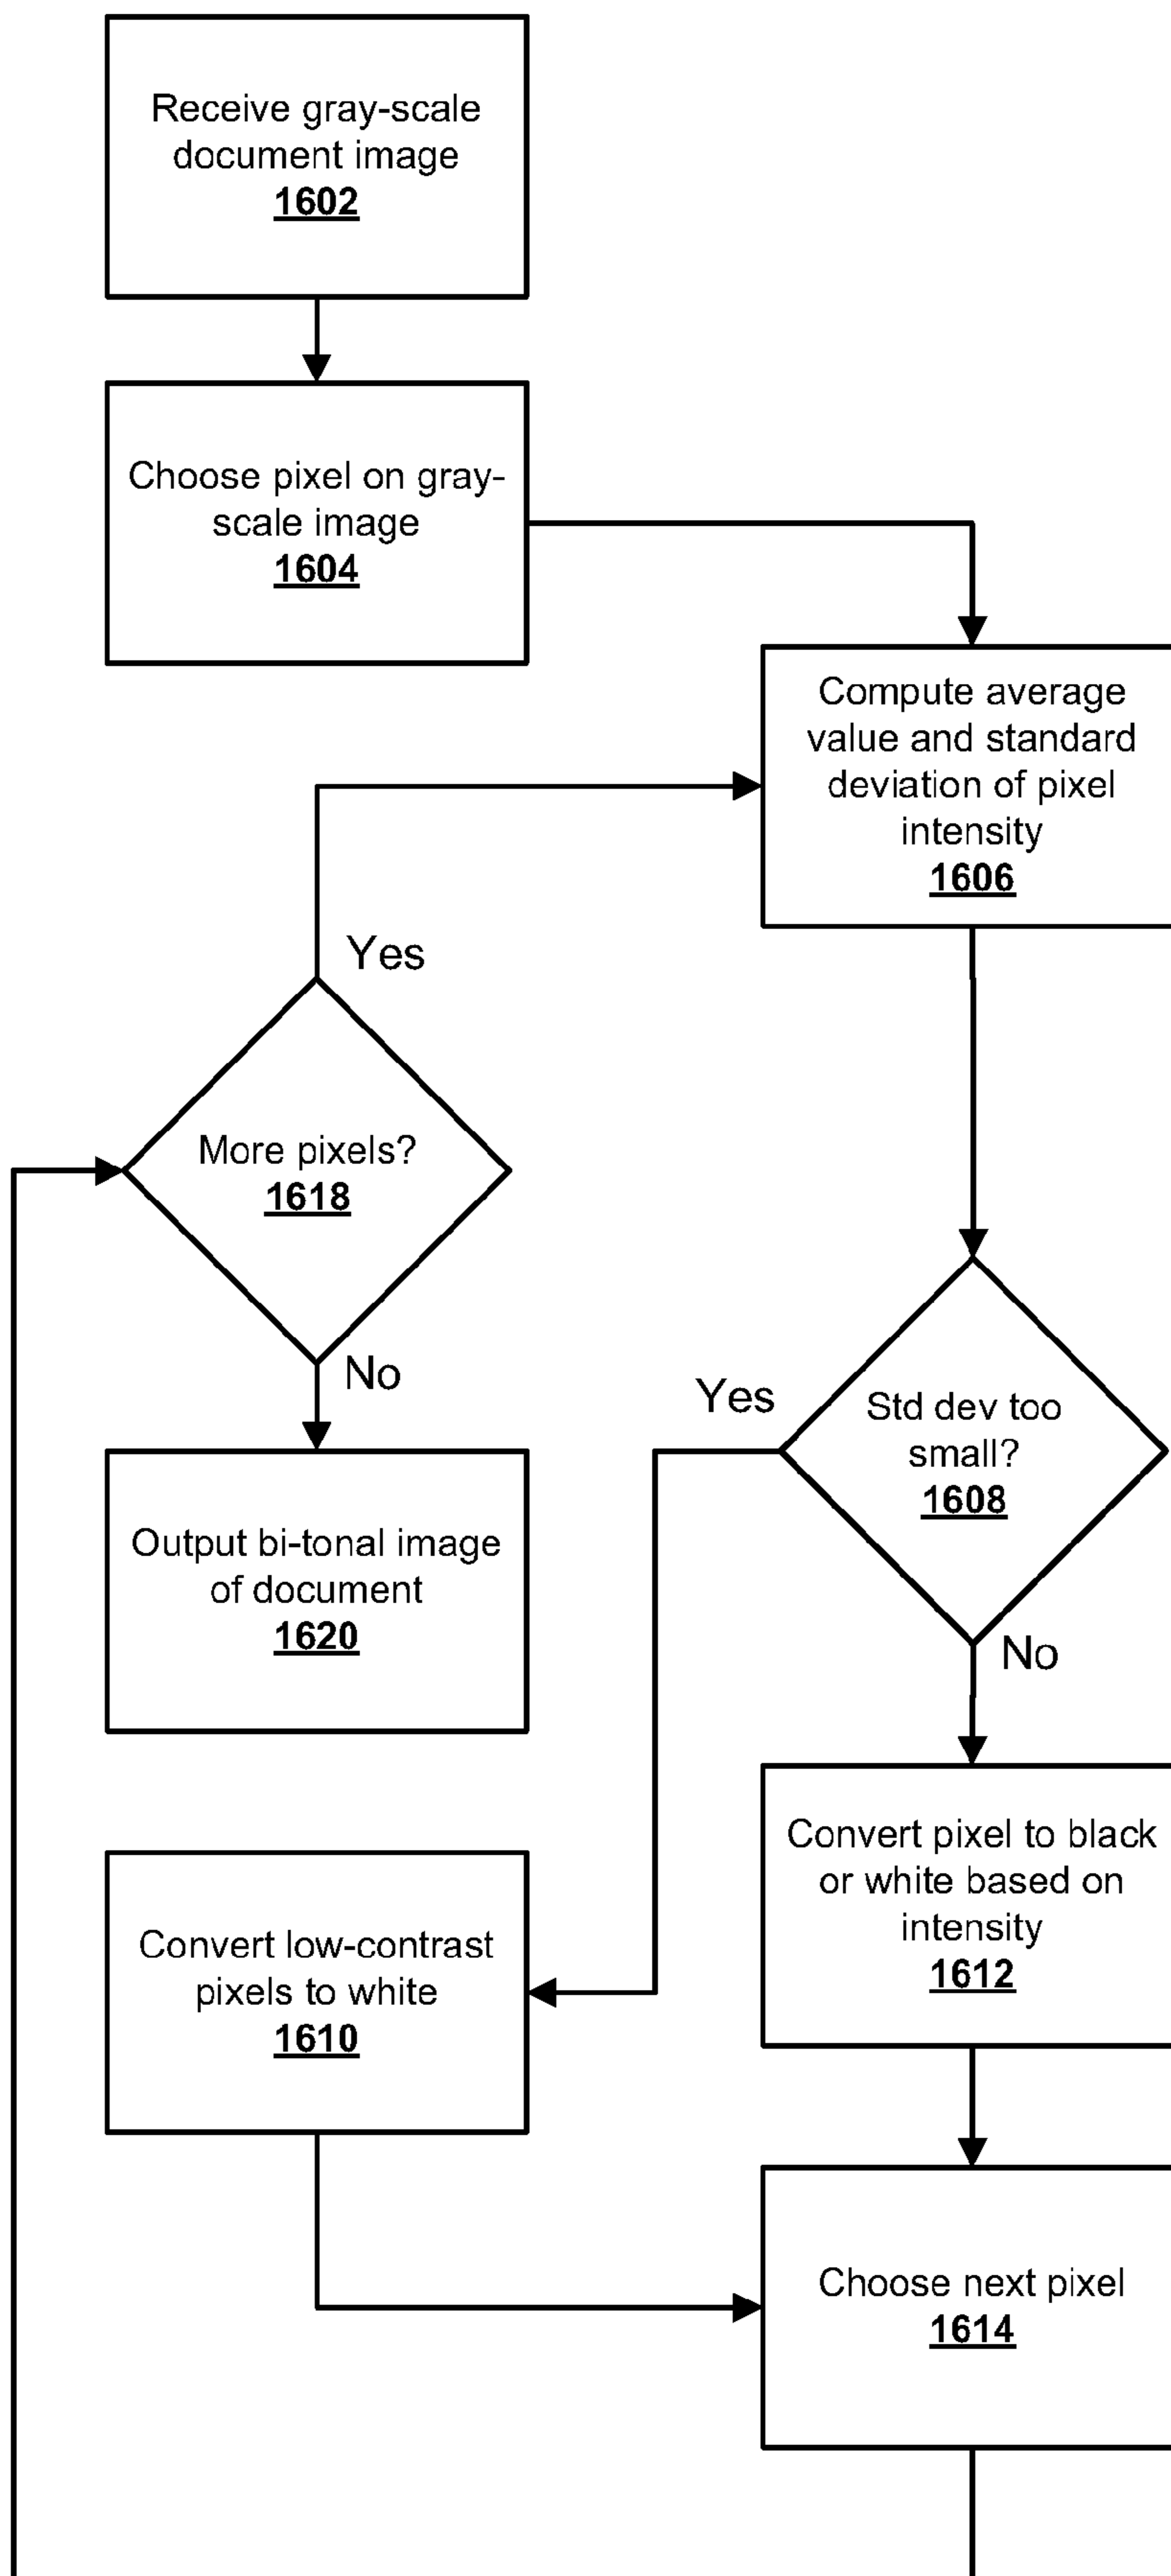 Receive gray-scale
document image
1602
Choose pixel on gray-
scale image
1604
Compute average
value and standard
deviation of pixel
intensity
1606
Yes
More pixels?
1618
No
Std dev too
small?
1608
Yes
No
Output bi-tonal image
of document
1620
Convert pixel to black
or white based on
intensity
1612
Convert low-contrast
pixels to white
1610
Choose next pixel
1614